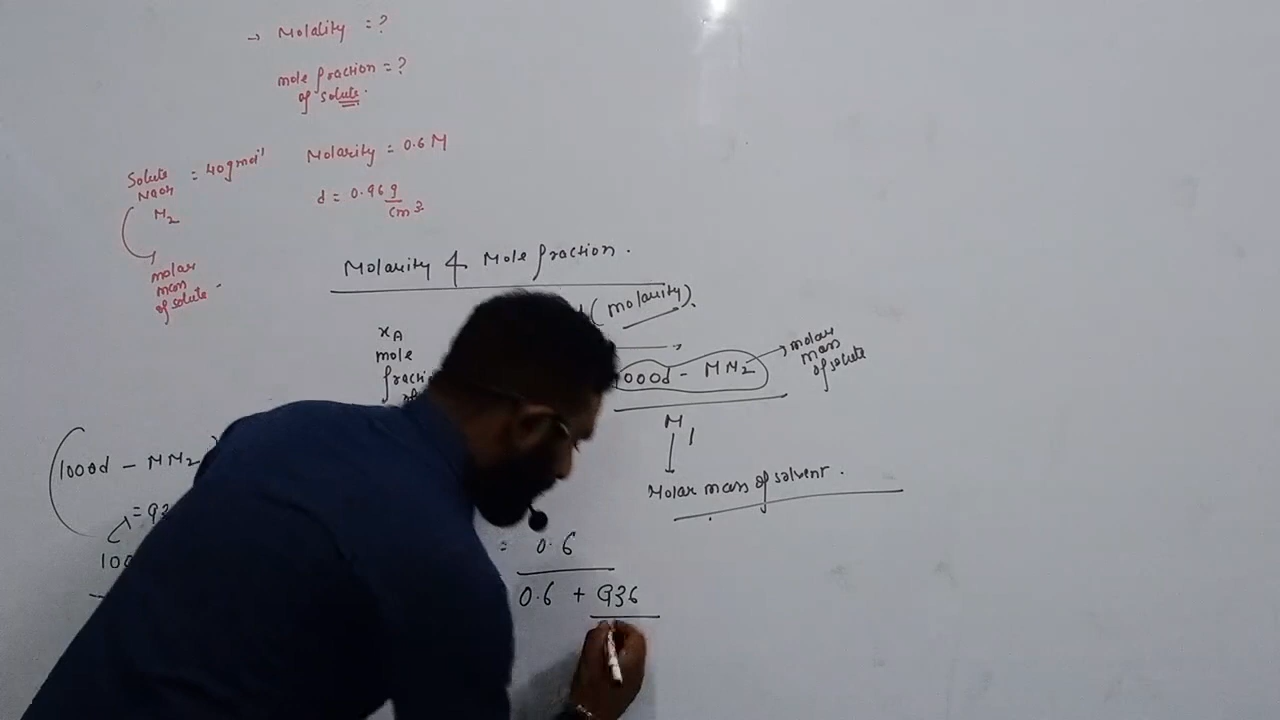 → Molality = ?
mole fraction = ?
of solute.
Solute = 40gmol⁻¹
NaOH
M₂
molar
mass
of solute
Molarity = 0.6 M
d = 0.96 g
cm³
Molarity & Mole fraction.
(molarity).
xA
mole
1000d - MM₂ → molar
mass
of solute
M₁
Molar mass of solvent.
(1000d - MM₂
= 0.6
0.6 + 936